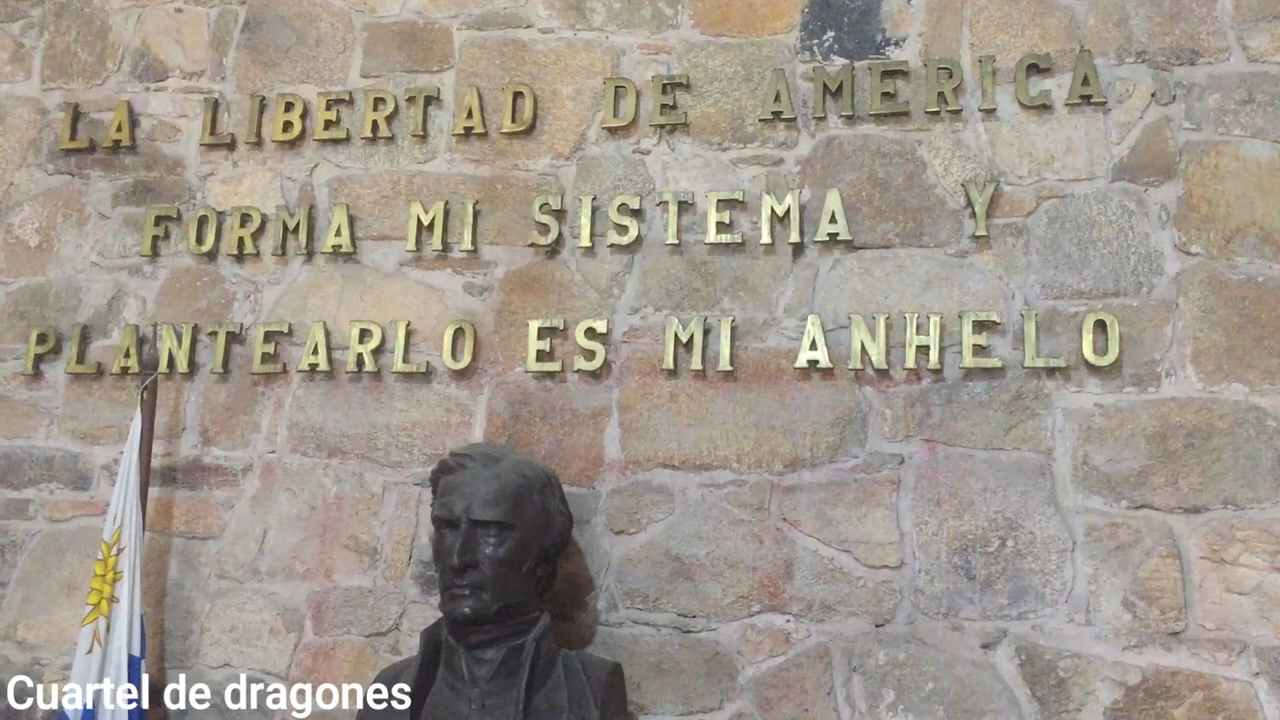 LA LIBERTAD DE AMERICA
FORMA MI SISTEMA Y
PLANTEARLO ES MI ANHELO
Cuartel de dragones